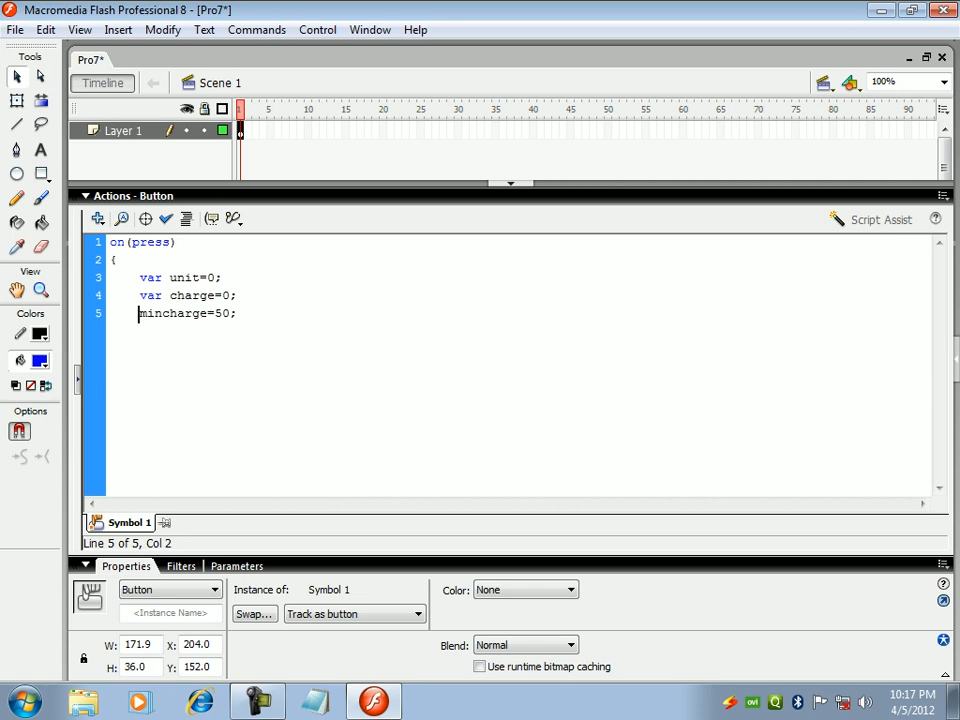 Macromedia Flash Professional 8 - [Pro7*]
File Edit View Insert Modify Text Commands Control Window Help
Tools
Pro7*
Timeline Scene 1 100%
1 5 10 15 20 25 30 35 40 45 50 55 60 65 70 75 80 85 90
Layer 1
Actions - Button
Script Assist
1 on(press)
2 {
3 var unit=0;
4 var charge=0;
5 mincharge=50;
View
Colors
Options
Symbol 1
Line 5 of 5, Col 2
Properties Filters Parameters
Button Instance of: Symbol 1 Color: None
<Instance Name> Swap... Track as button
W: 171.9 X: 204.0 Blend: Normal
H: 36.0 Y: 152.0 Use runtime bitmap caching
ovi
10:17 PM
4/5/2012